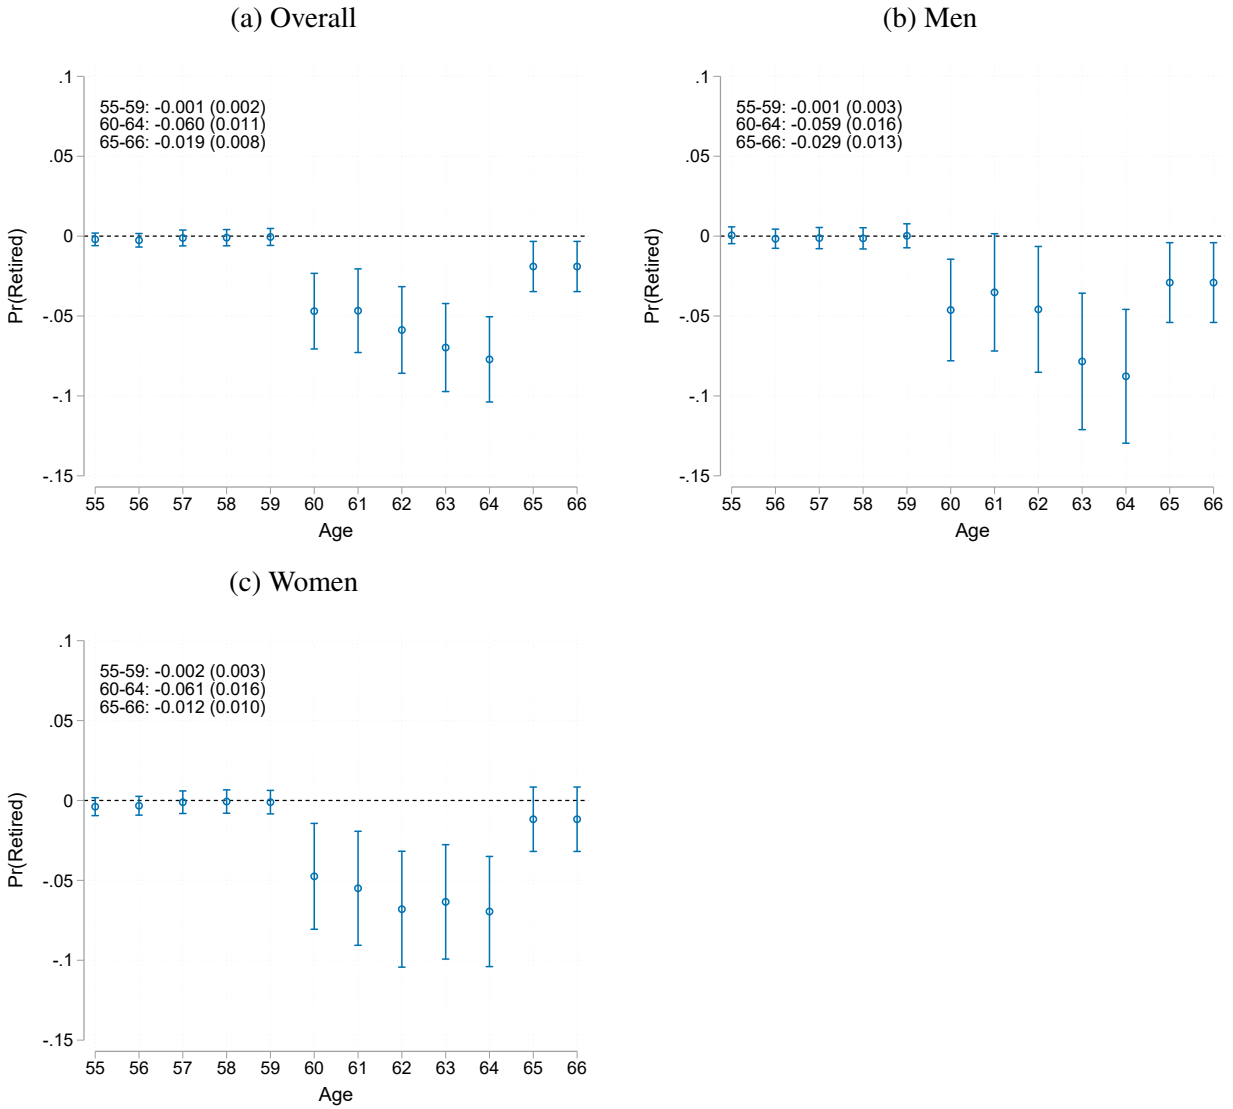 (a) Overall
.1
55-59: -0.001 (0.002)
60-64: -0.060 (0.011)
65-66: -0.019 (0.008)
.05
0
-.05
-.1
-.15
Pr(Retired)
55 56 57 58 59 60 61 62 63 64 65 66
Age
(b) Men
.1
55-59: -0.001 (0.003)
60-64: -0.059 (0.016)
65-66: -0.029 (0.013)
.05
0
-.05
-.1
-.15
Pr(Retired)
55 56 57 58 59 60 61 62 63 64 65 66
Age
(c) Women
.1
55-59: -0.002 (0.003)
60-64: -0.061 (0.016)
65-66: -0.012 (0.010)
.05
0
-.05
-.1
-.15
Pr(Retired)
55 56 57 58 59 60 61 62 63 64 65 66
Age